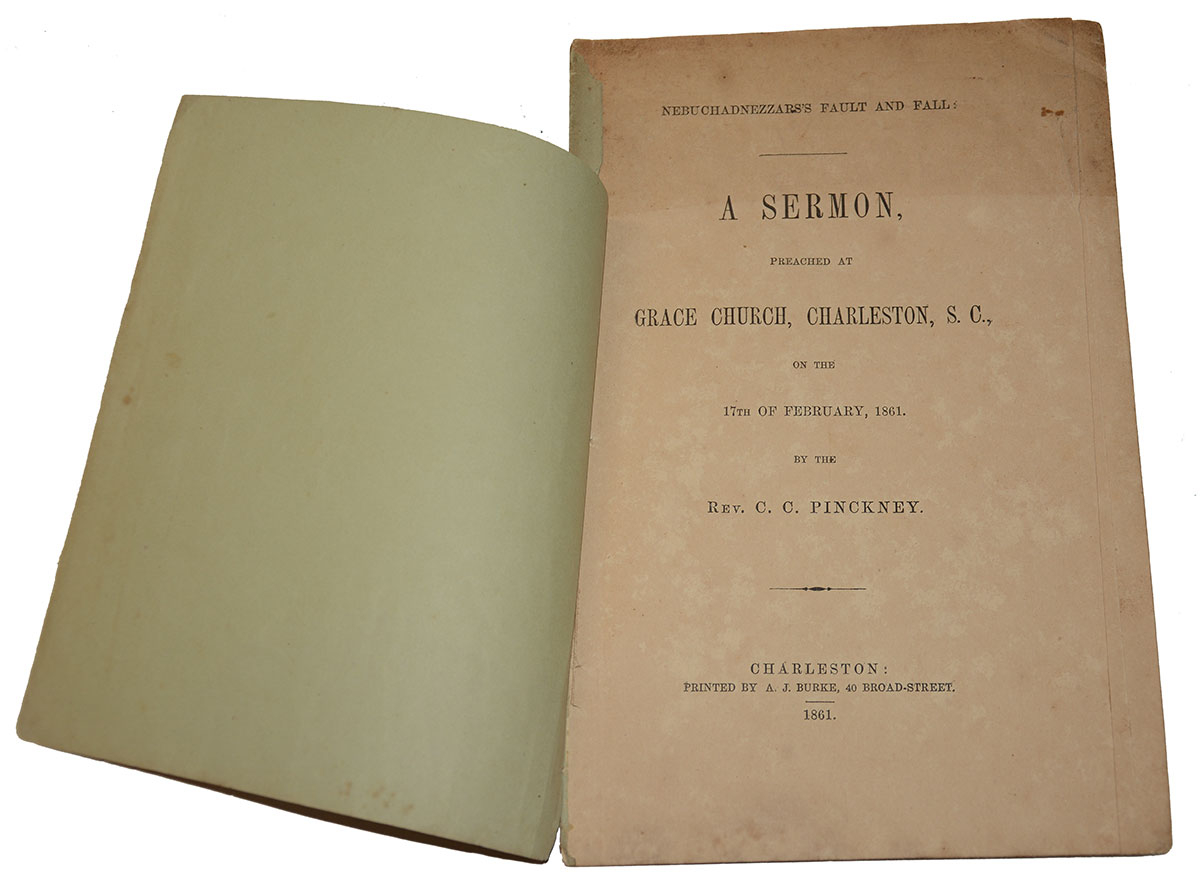 NEBUCHADNEZZARS'S FAULT AND FALL:
A SERMON,
PREACHED AT
GRACE CHURCH, CHARLESTON, S. C.,
ON THE
17TH OF FEBRUARY, 1861.
BY THE
REV. C. C. PINCKNEY.
CHARLESTON:
PRINTED BY A. J. BURKE, 40 BROAD-STREET.
1861.